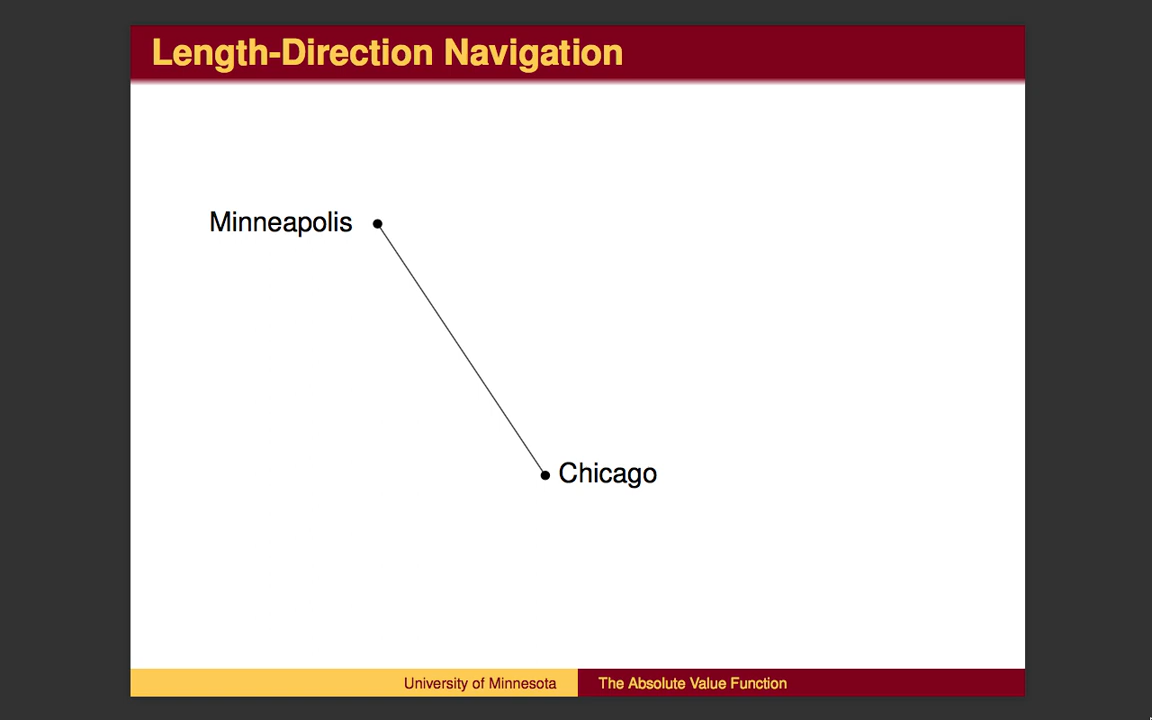 Length-Direction Navigation
Minneapolis
Chicago
University of Minnesota
The Absolute Value Function